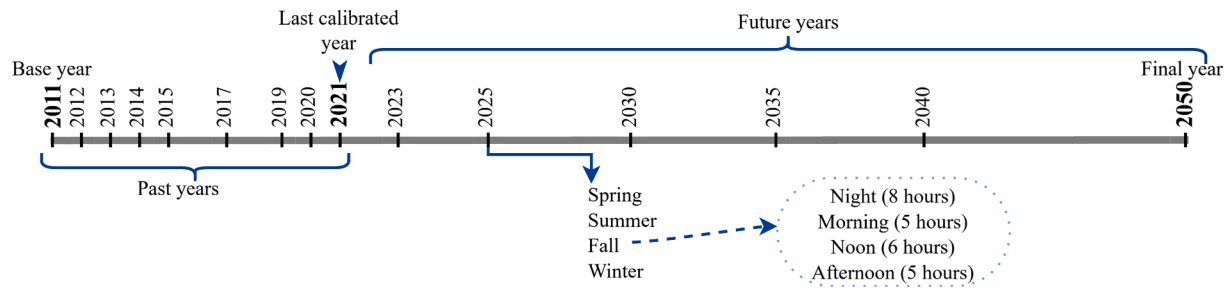 Last calibrated
year
Future years
Base year
Final year
2011
2012
2013
2014
2015
2017
2019
2020
2021
2023
2025
2030
2035
2040
2050
Past years
Spring
Summer
Fall
Winter
Night (8 hours)
Morning (5 hours)
Noon (6 hours)
Afternoon (5 hours)